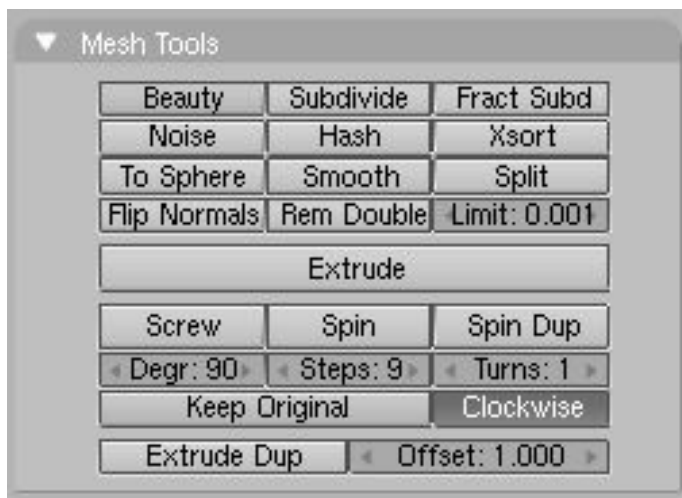 Mesh Tools
Beauty Subdivide Fract Subd
Noise Hash Xsort
To Sphere Smooth Split
Flip Normals Rem Double Limit: 0.001
Extrude
Screw Spin Spin Dup
Degr: 90 Steps: 9 Turns: 1
Keep Original Clockwise
Extrude Dup Offset: 1.000